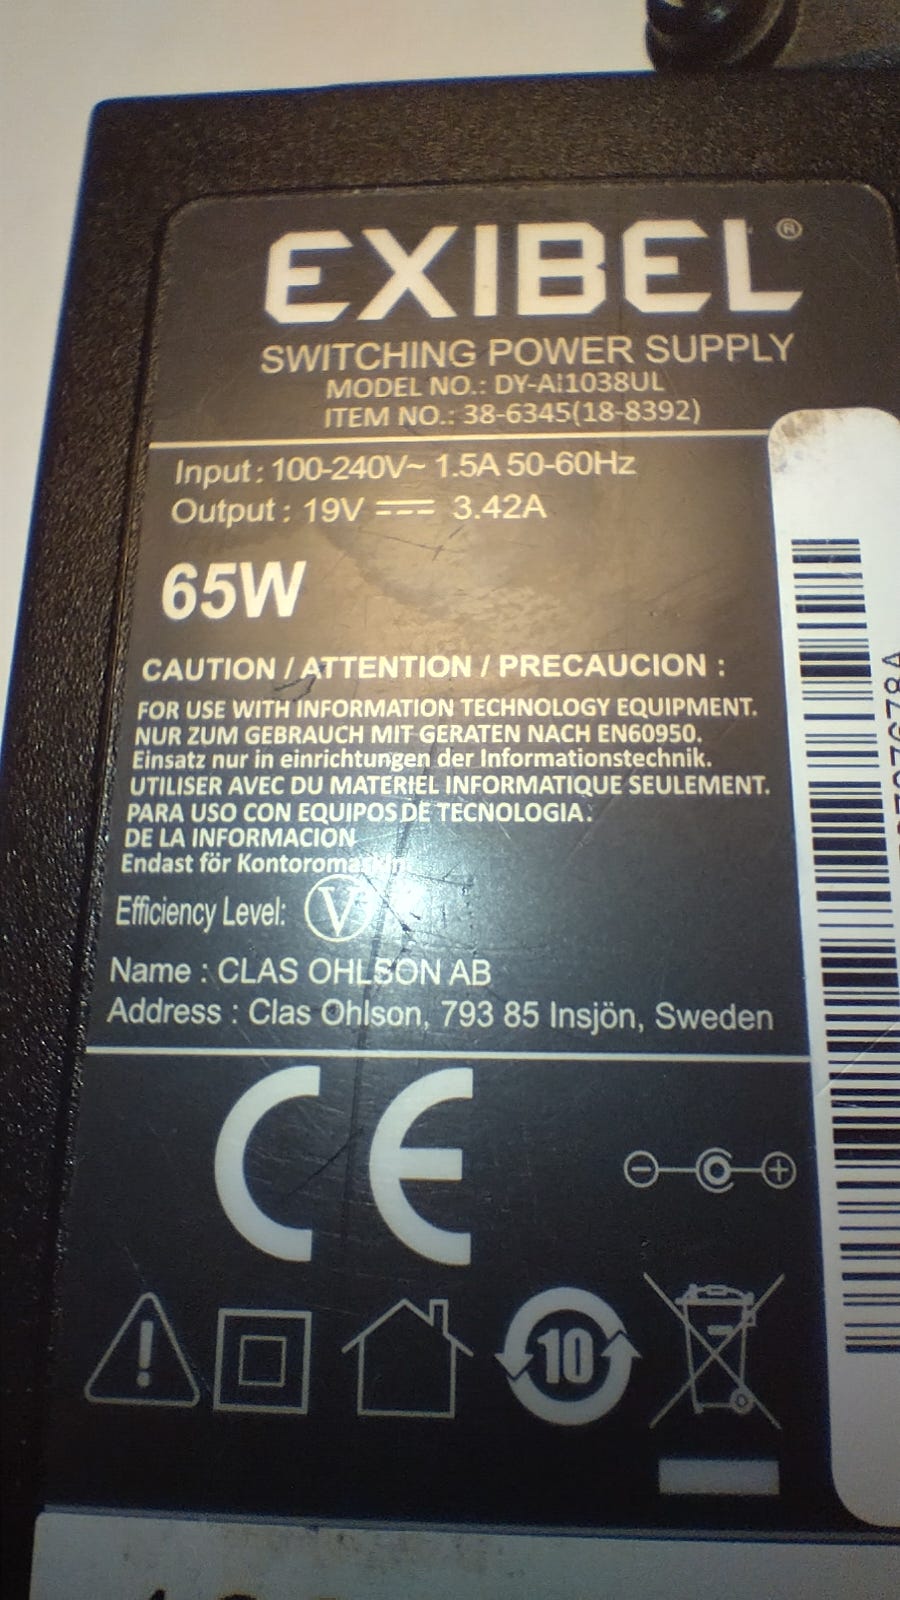 EXIBEL®
SWITCHING POWER SUPPLY
MODEL NO.: DY-AI1038UL
ITEM NO.: 38-6345(18-8392)
Input: 100-240V~ 1.5A 50-60Hz
Output: 19V ⎓ 3.42A
65W
CAUTION / ATTENTION / PRECAUCION :
FOR USE WITH INFORMATION TECHNOLOGY EQUIPMENT.
NUR ZUM GEBRAUCH MIT GERATEN NACH EN60950.
Einsatz nur in einrichtungen der Informationstechnik.
UTILISER AVEC DU MATERIEL INFORMATIQUE SEULEMENT.
PARA USO CON EQUIPOS DE TECNOLOGIA:
DE LA INFORMACION
Endast för
Efficiency Level: V
Name : CLAS OHLSON AB
Address : Clas Ohlson, 793 85 Insjön, Sweden
CE
− +
10